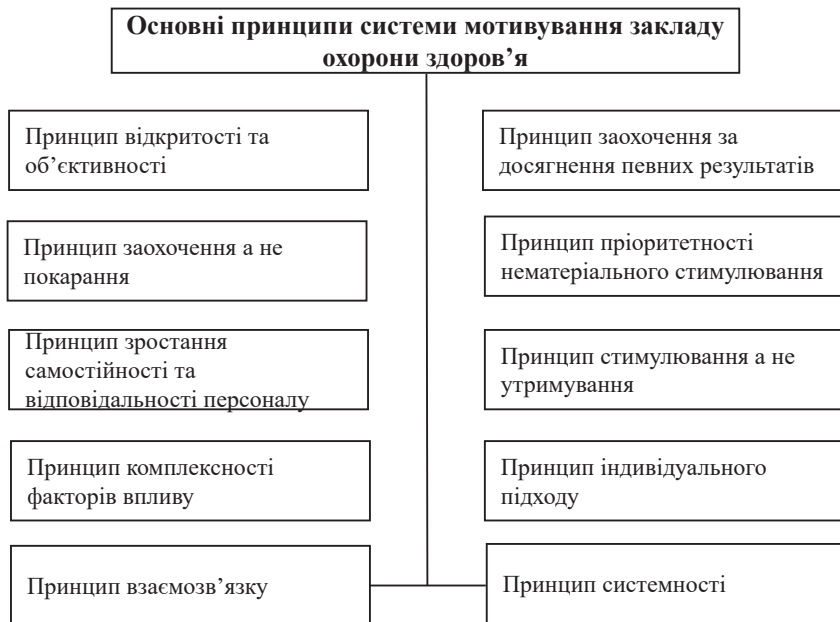 Основні принципи системи мотивування закладу
охорони здоров’я
Принцип відкритості та
об’єктивності
Принцип заохочення за
досягнення певних результатів
Принцип заохочення а не
покарання
Принцип пріоритетності
нематеріального стимулювання
Принцип зростання
самостійності та
відповідальності персоналу
Принцип стимулювання а не
утримування
Принцип комплексності
факторів впливу
Принцип індивідуального
підходу
Принцип взаємозв’язку
Принцип системності